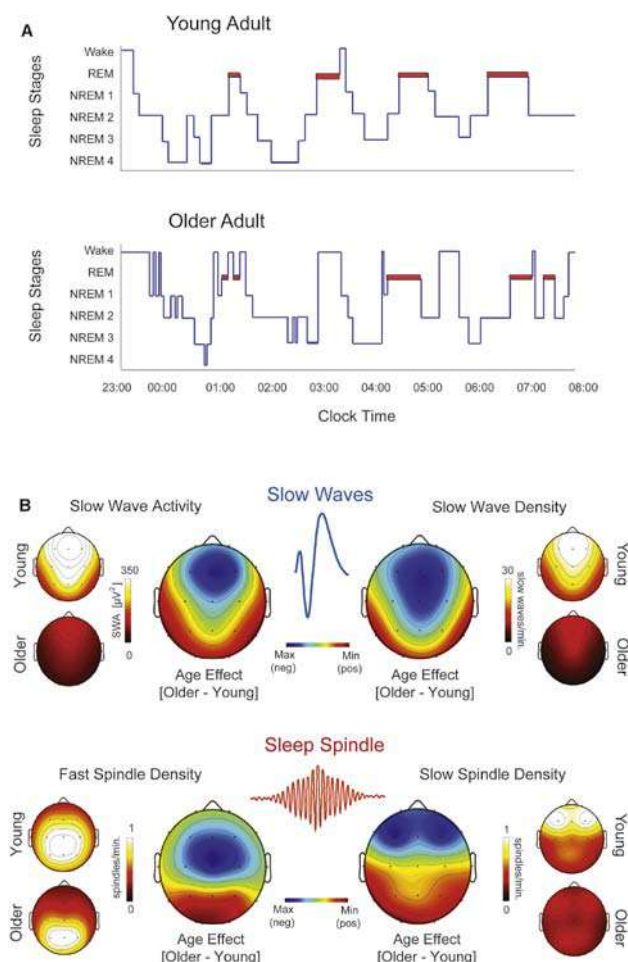 A
Young Adult
Sleep Stages
Wake
REM
NREM 1
NREM 2
NREM 3
NREM 4
Older Adult
Sleep Stages
Wake
REM
NREM 1
NREM 2
NREM 3
NREM 4
23:00 00:00 01:00 02:00 03:00 04:00 05:00 06:00 07:00 08:00
Clock Time
B
Slow Waves
Slow Wave Activity
Young
Older
350
SWA [µV²]
0
Age Effect
[Older - Young]
Max
(neg)
Min
(pos)
Slow Wave Density
Age Effect
[Older - Young]
30
slow waves/min.
0
Young
Older
Sleep Spindle
Fast Spindle Density
Young
Older
1
spindles/min.
0
Age Effect
[Older - Young]
Max
(neg)
Min
(pos)
Slow Spindle Density
Age Effect
[Older - Young]
1
spindles/min.
0
Young
Older